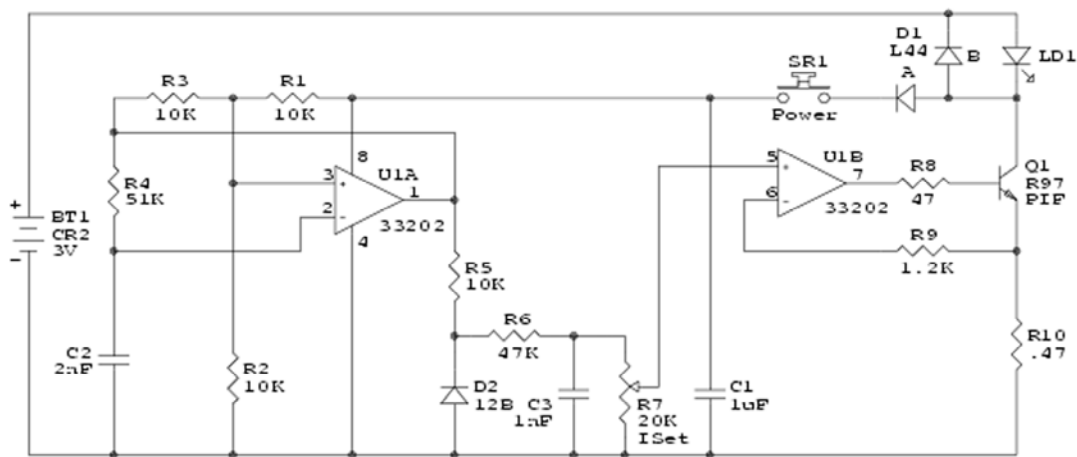 D1
L44
A
B
LD1
SR1
Power
R3
10K
R1
10K
8
3
+
2
-
U1A
1
33202
4
R4
51K
+
BT1
CR2
3V
-
5
+
6
-
U1B
7
33202
R8
47
Q1
R97
PIF
R9
1.2K
R5
10K
R6
47K
C2
2nF
R2
10K
D2
12B
C3
1nF
R7
20K
ISet
C1
1uF
R10
.47